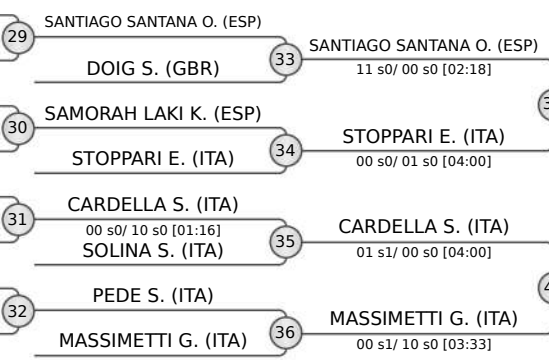 29
SANTIAGO SANTANA O. (ESP)
DOIG S. (GBR)
33
SANTIAGO SANTANA O. (ESP)
11 s0/ 00 s0 [02:18]
30
SAMORAH LAKI K. (ESP)
STOPPARI E. (ITA)
34
STOPPARI E. (ITA)
00 s0/ 01 s0 [04:00]
31
CARDELLA S. (ITA)
00 s0/ 10 s0 [01:16]
SOLINA S. (ITA)
35
CARDELLA S. (ITA)
01 s1/ 00 s0 [04:00]
32
PEDE S. (ITA)
MASSIMETTI G. (ITA)
36
MASSIMETTI G. (ITA)
00 s1/ 10 s0 [03:33]